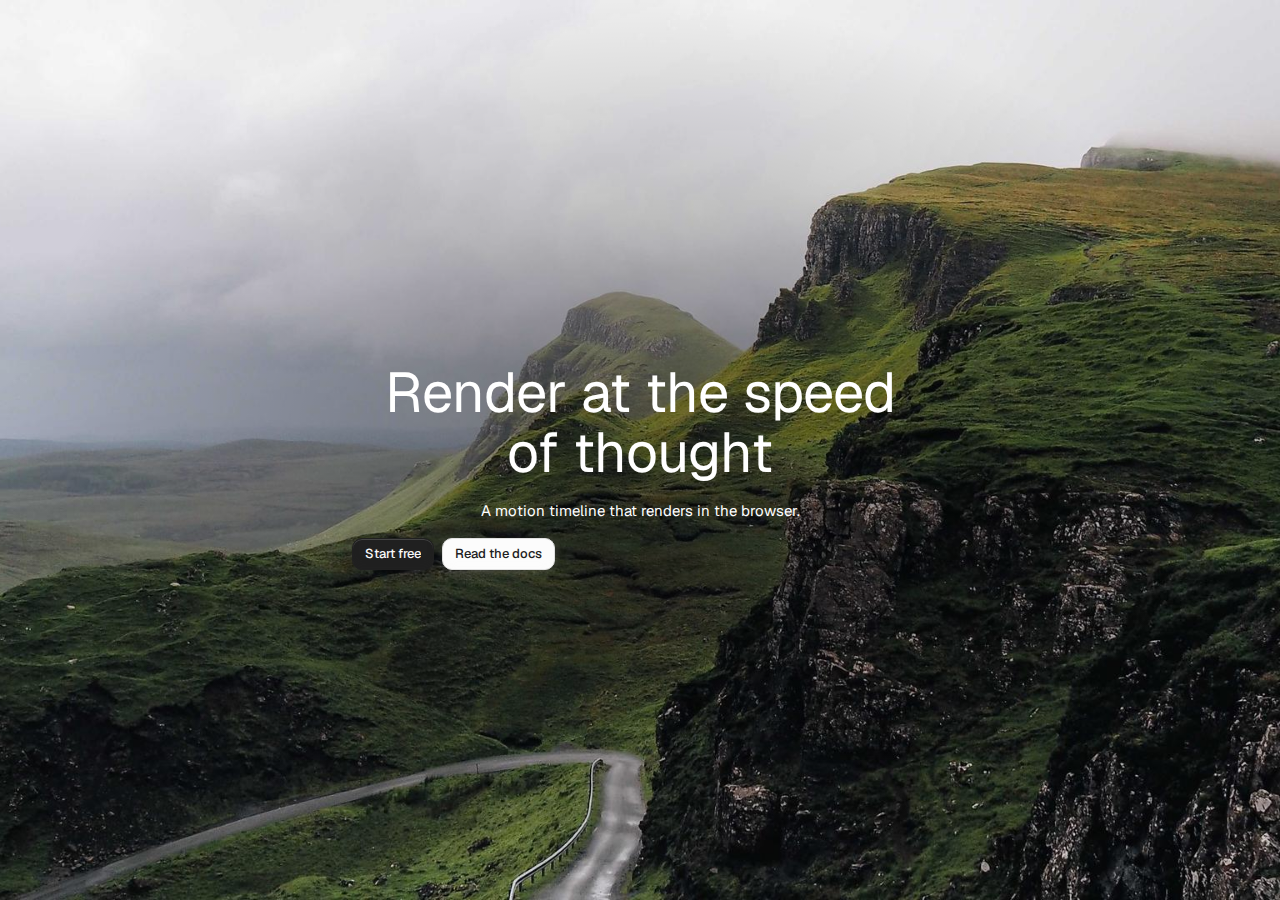 Render at the speed
of thought
A motion timeline that renders in the browser.
Start free
Read the docs